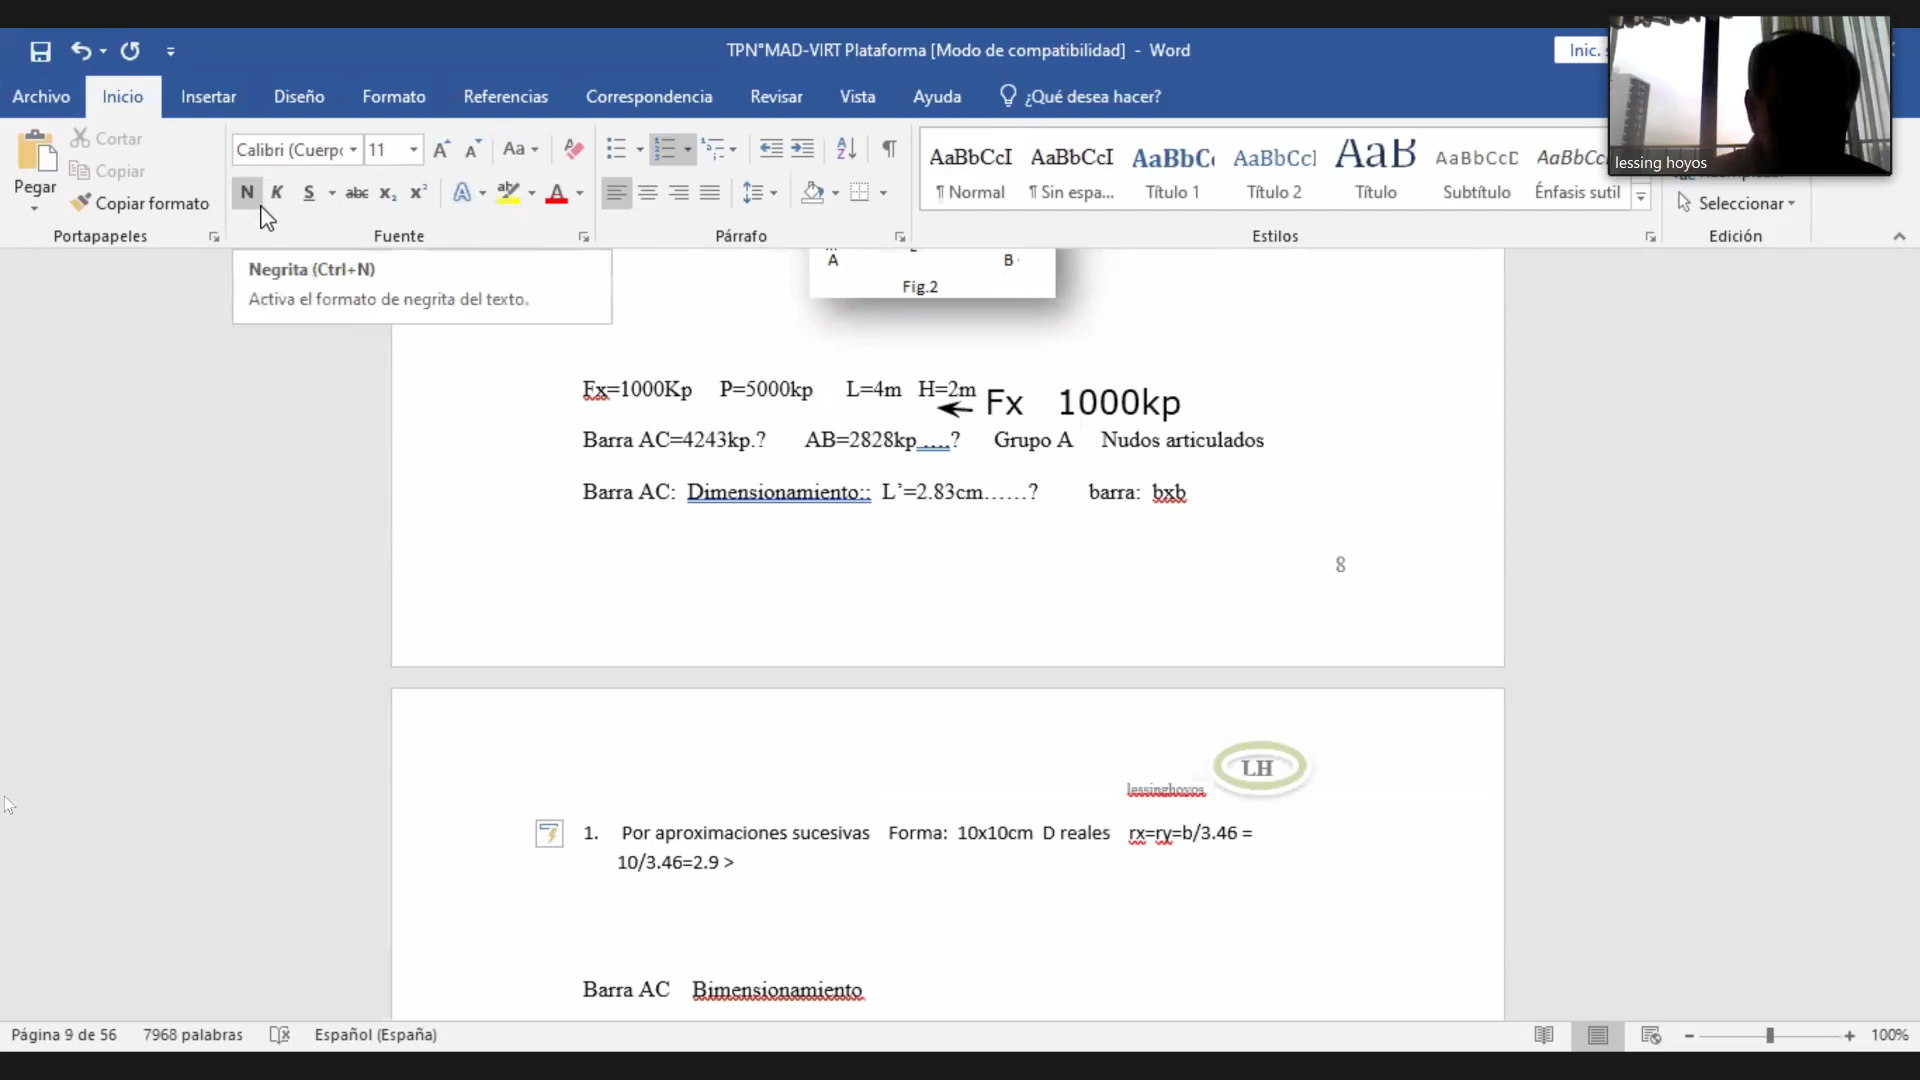 TPN°MAD-VIRT Plataforma [Modo de compatibilidad] - Word
Inic.
Archivo Inicio Insertar Diseño Formato Referencias Correspondencia Revisar Vista Ayuda ¿Qué desea hacer?
lessing hoyos
Pegar
Cortar
Copiar
Copiar formato
Portapapeles
Calibri (Cuerpo 11
Aa
N K S abc x₂ x² A A
Fuente
Párrafo
AaBbCcI AaBbCcI AaBbC AaBbCcI AaB AaBbCcD AaBbCc
¶ Normal ¶ Sin espa... Título 1 Título 2 Título Subtítulo Énfasis sutil
Estilos
Seleccionar
Edición
Negrita (Ctrl+N)
Activa el formato de negrita del texto.
A B
Fig.2
Fx=1000Kp P=5000kp L=4m H=2m
Fx 1000kp
Barra AC=4243kp.? AB=2828kp ....? Grupo A Nudos articulados
Barra AC: Dimensionamiento:: L’=2.83cm……? barra: bxb
8
LH
lessinghoyos
1. Por aproximaciones sucesivas Forma: 10x10cm D reales rx=ry=b/3.46 =
10/3.46=2.9 >
Barra AC Bimensionamiento
Página 9 de 56 7968 palabras Español (España) 100%